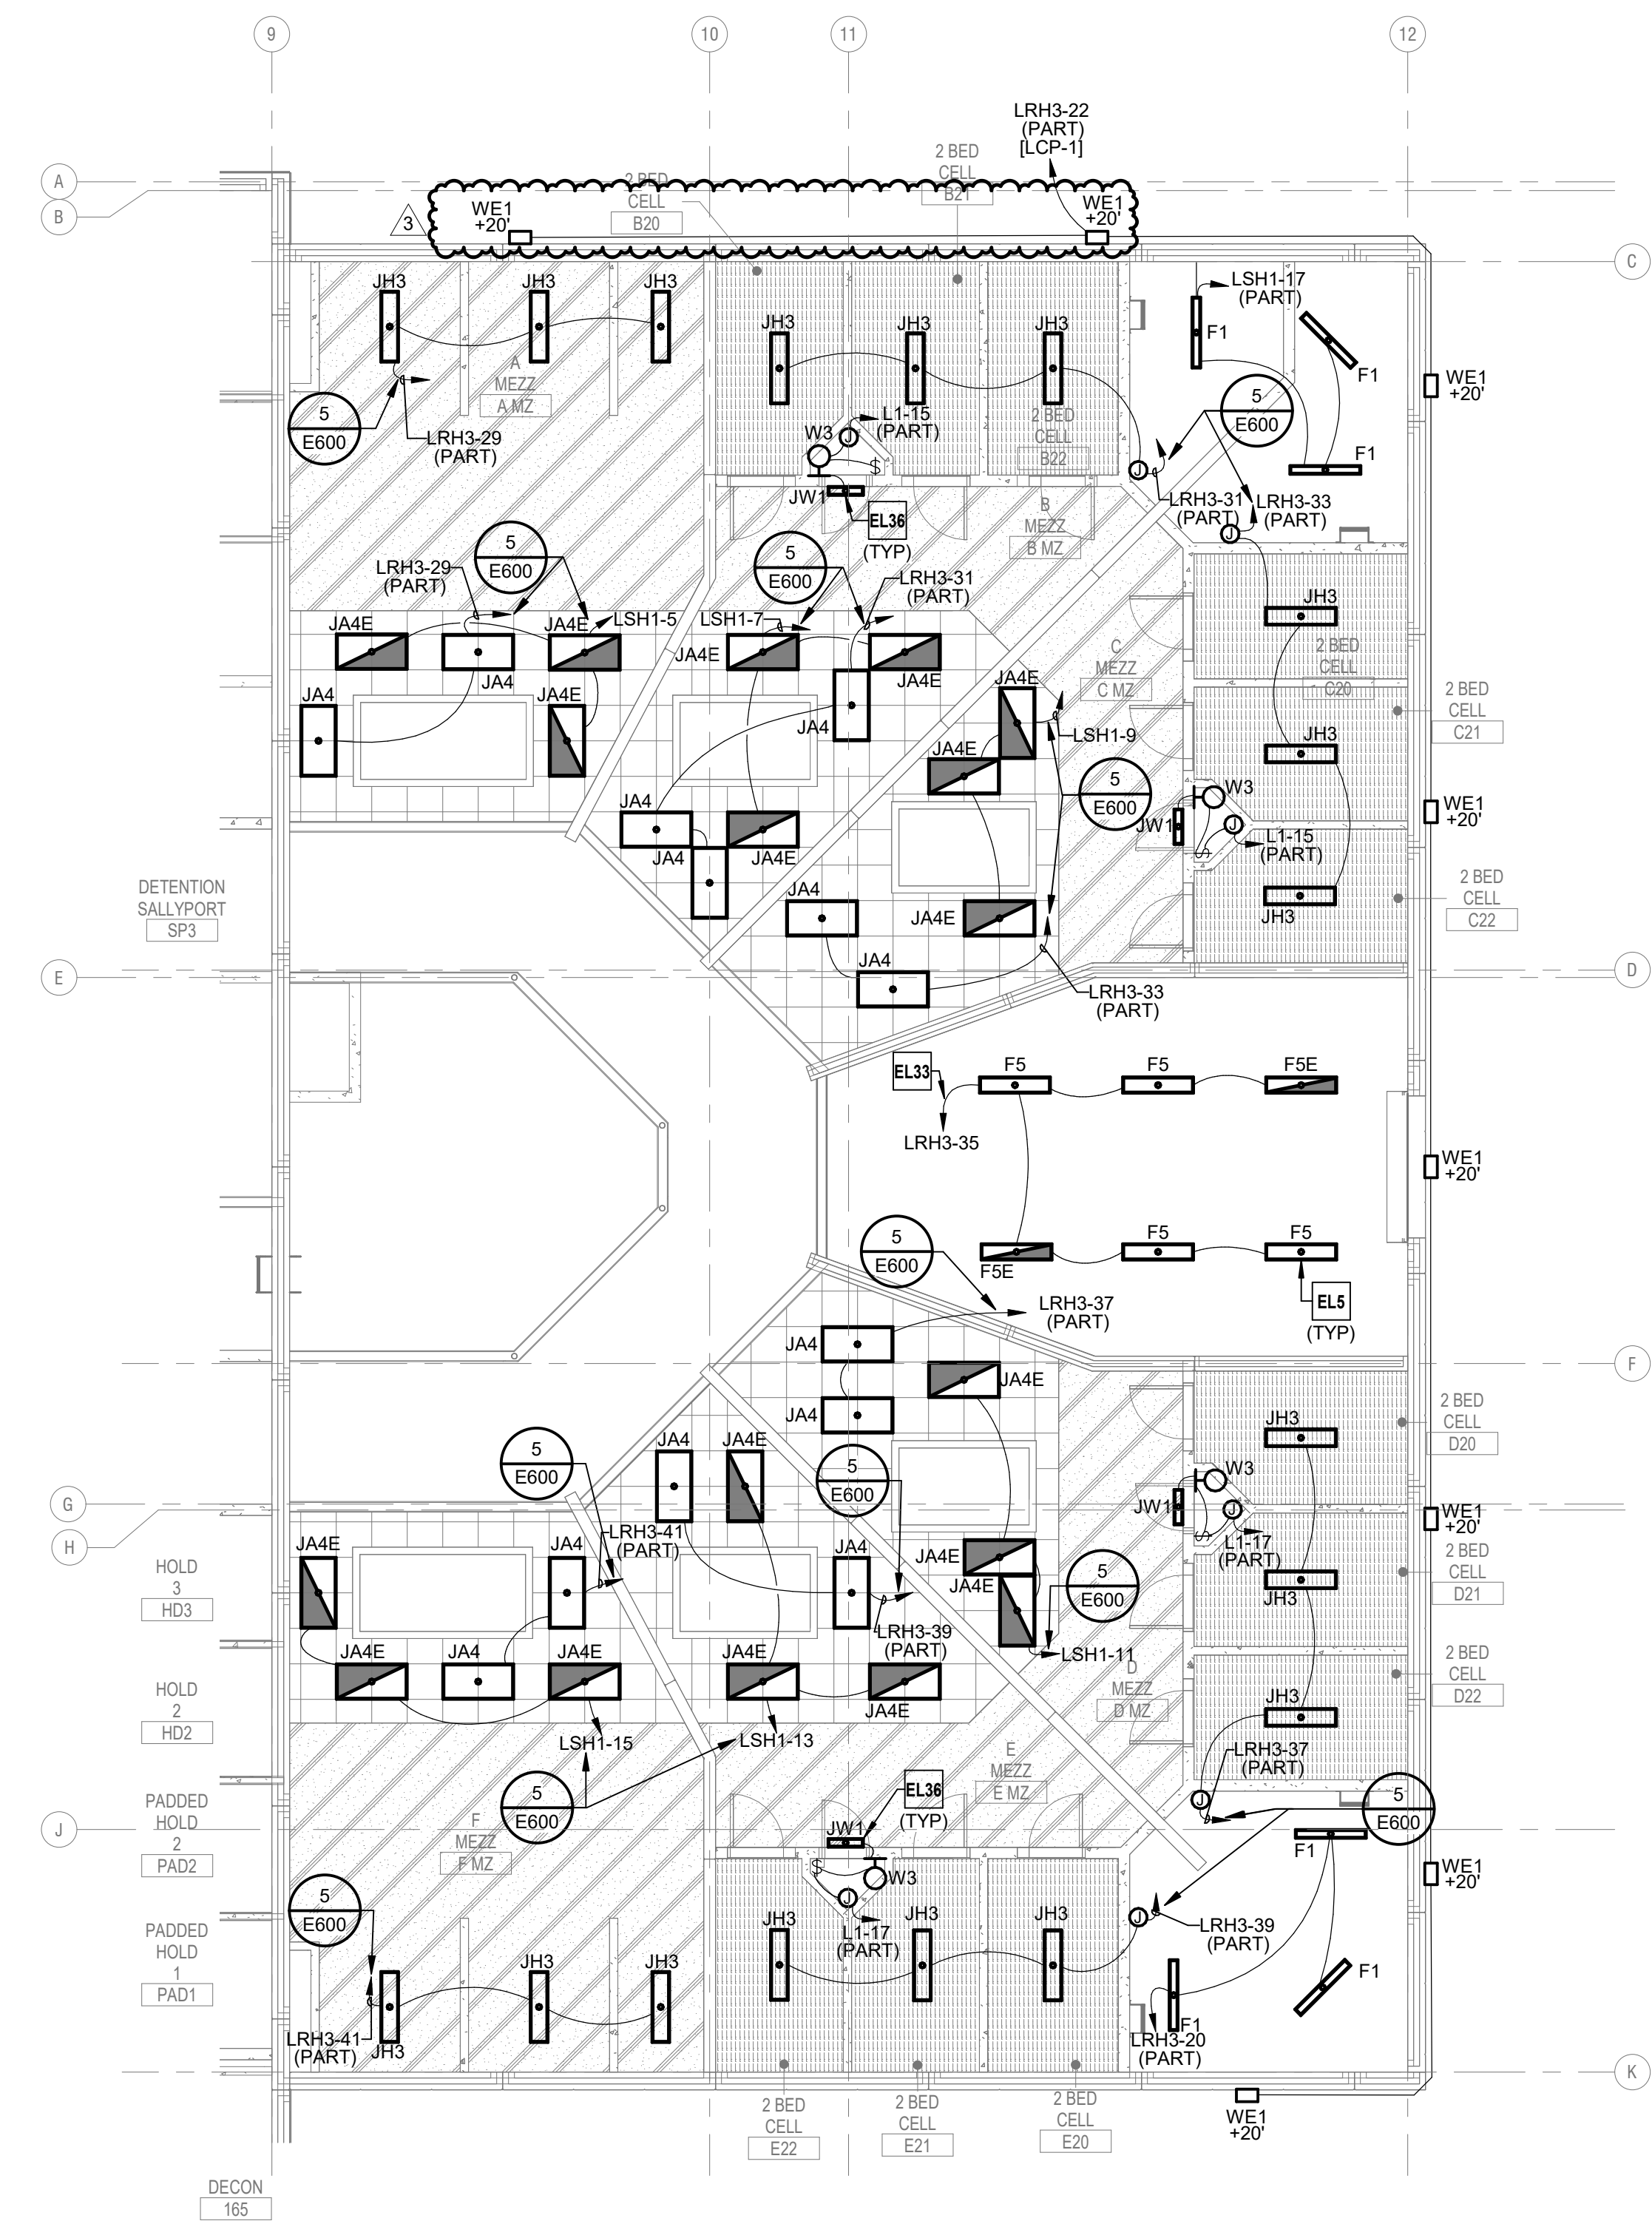 9
10
11
12
LRH3-22
(PART)
[LCP-1]
A
B
2 BED
CELL
B20
2 BED
CELL
B21
3
WE1
+20'
WE1
+20'
C
JH3
JH3
JH3
JH3
JH3
JH3
LSH1-17
(PART)
F1
F1
WE1
+20'
A
MEZZ
A MZ
5
E600
LRH3-29
(PART)
L1-15
(PART)
W3
J
$
2 BED
CELL
B22
5
E600
F1
J
JW1
EL36
(TYP)
B
MEZZ
B MZ
LRH3-31
(PART)
LRH3-33
(PART)
J
5
E600
5
E600
LRH3-29
(PART)
LRH3-31
(PART)
JH3
JA4E
JA4
JA4E
LSH1-5
LSH1-7
JA4E
JA4E
2 BED
CELL
C20
C
MEZZ
C MZ
JA4
JA4E
JA4
JA4E
LSH1-9
JA4E
2 BED
CELL
C21
JH3
5
E600
W3
JW1
J
$
L1-15
(PART)
WE1
+20'
JA4
JA4
JA4E
JA4
JA4E
JH3
2 BED
CELL
C22
DETENTION
SALLYPORT
SP3
E
D
JA4
LRH3-33
(PART)
EL33
F5
F5
F5E
LRH3-35
WE1
+20'
5
E600
F5E
F5
F5
EL5
(TYP)
LRH3-37
(PART)
JA4
F
JA4E
JA4
2 BED
CELL
D20
JH3
JA4
JA4E
5
E600
5
E600
W3
JW1
J
$
L1-17
(PART)
WE1
+20'
G
H
LRH3-41
(PART)
JA4E
JA4
JA4
JA4E
JA4E
HOLD
3
HD3
5
E600
JH3
2 BED
CELL
D21
LRH3-39
(PART)
LSH1-11
JA4E
JA4
JA4E
JA4E
JA4E
D
MEZZ
D MZ
2 BED
CELL
D22
HOLD
2
HD2
JH3
LSH1-15
LSH1-13
LRH3-37
(PART)
E
MEZZ
E MZ
5
E600
EL36
(TYP)
J
5
E600
PADDED
HOLD
2
PAD2
J
F
MEZZ
F MZ
JW1
F1
$
W3
J
WE1
+20'
5
E600
PADDED
HOLD
1
PAD1
JH3
JH3
JH3
L1-17
(PART)
J
LRH3-39
(PART)
F1
JH3
JH3
LRH3-41
(PART)
JH3
F1
LRH3-20
(PART)
K
2 BED
CELL
E22
2 BED
CELL
E21
2 BED
CELL
E20
WE1
+20'
DECON
165